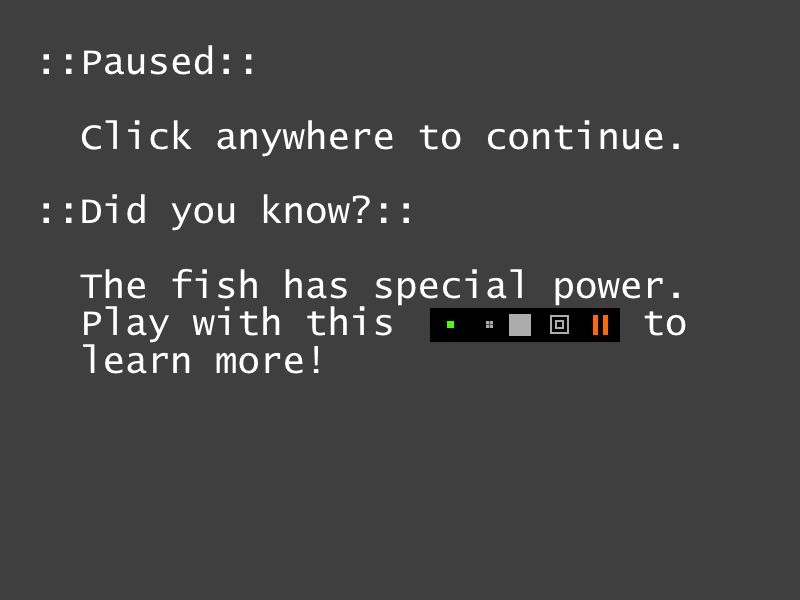 ::Paused::
Click anywhere to continue.
::Did you know?::
The fish has special power.
Play with this to
learn more!